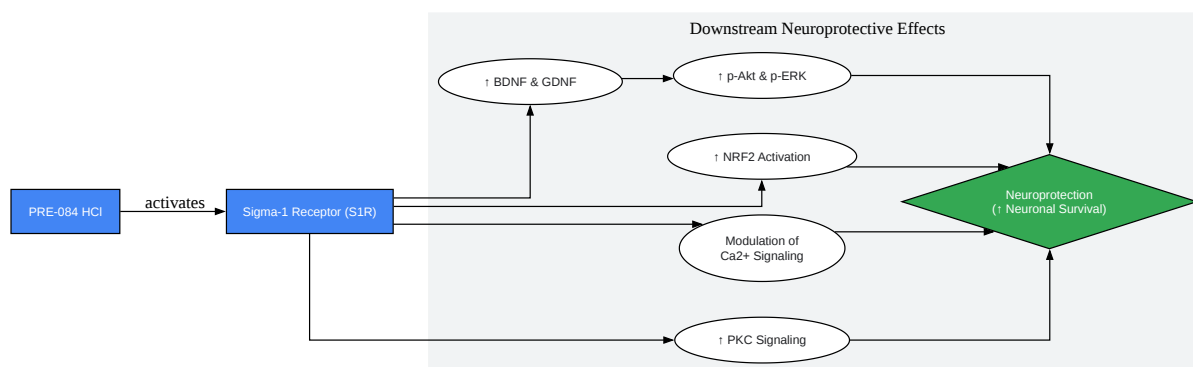 Downstream Neuroprotective Effects
↑ BDNF & GDNF
↑ p-Akt & p-ERK
↑ NRF2 Activation
PRE-084 HCl
activates
Sigma-1 Receptor (S1R)
Neuroprotection
(↑ Neuronal Survival)
Modulation of
Ca2+ Signaling
↑ PKC Signaling